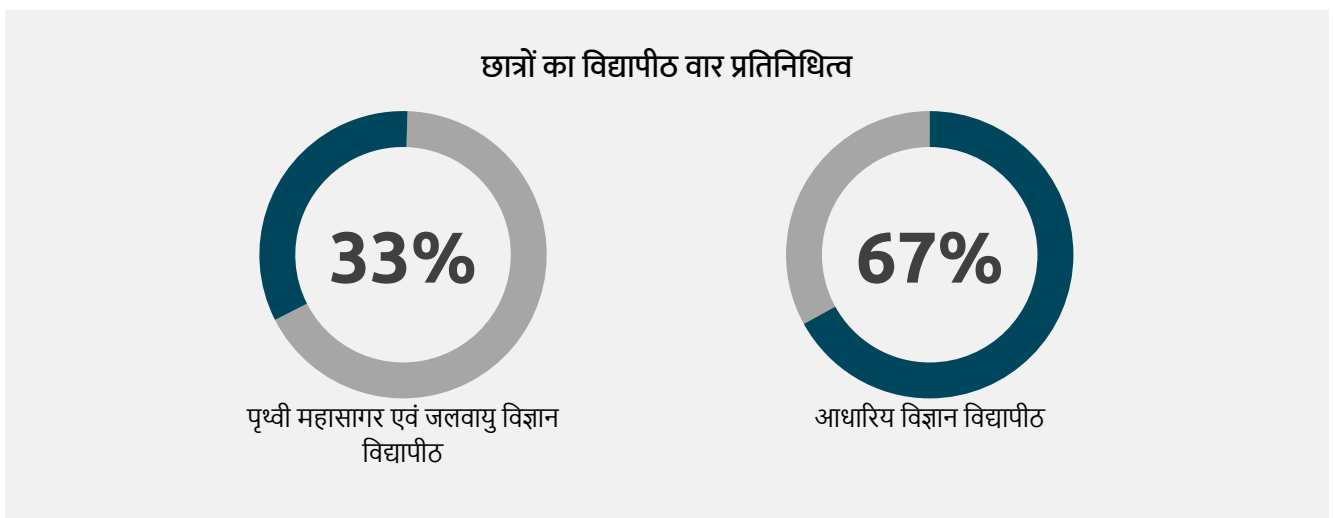 छात्रों का विद्यापीठ वार प्रतिनिधित्व
33%
67%
पृथ्वी महासागर एवं जलवायु विज्ञान
विद्यापीठ
आधारिय विज्ञान विद्यापीठ